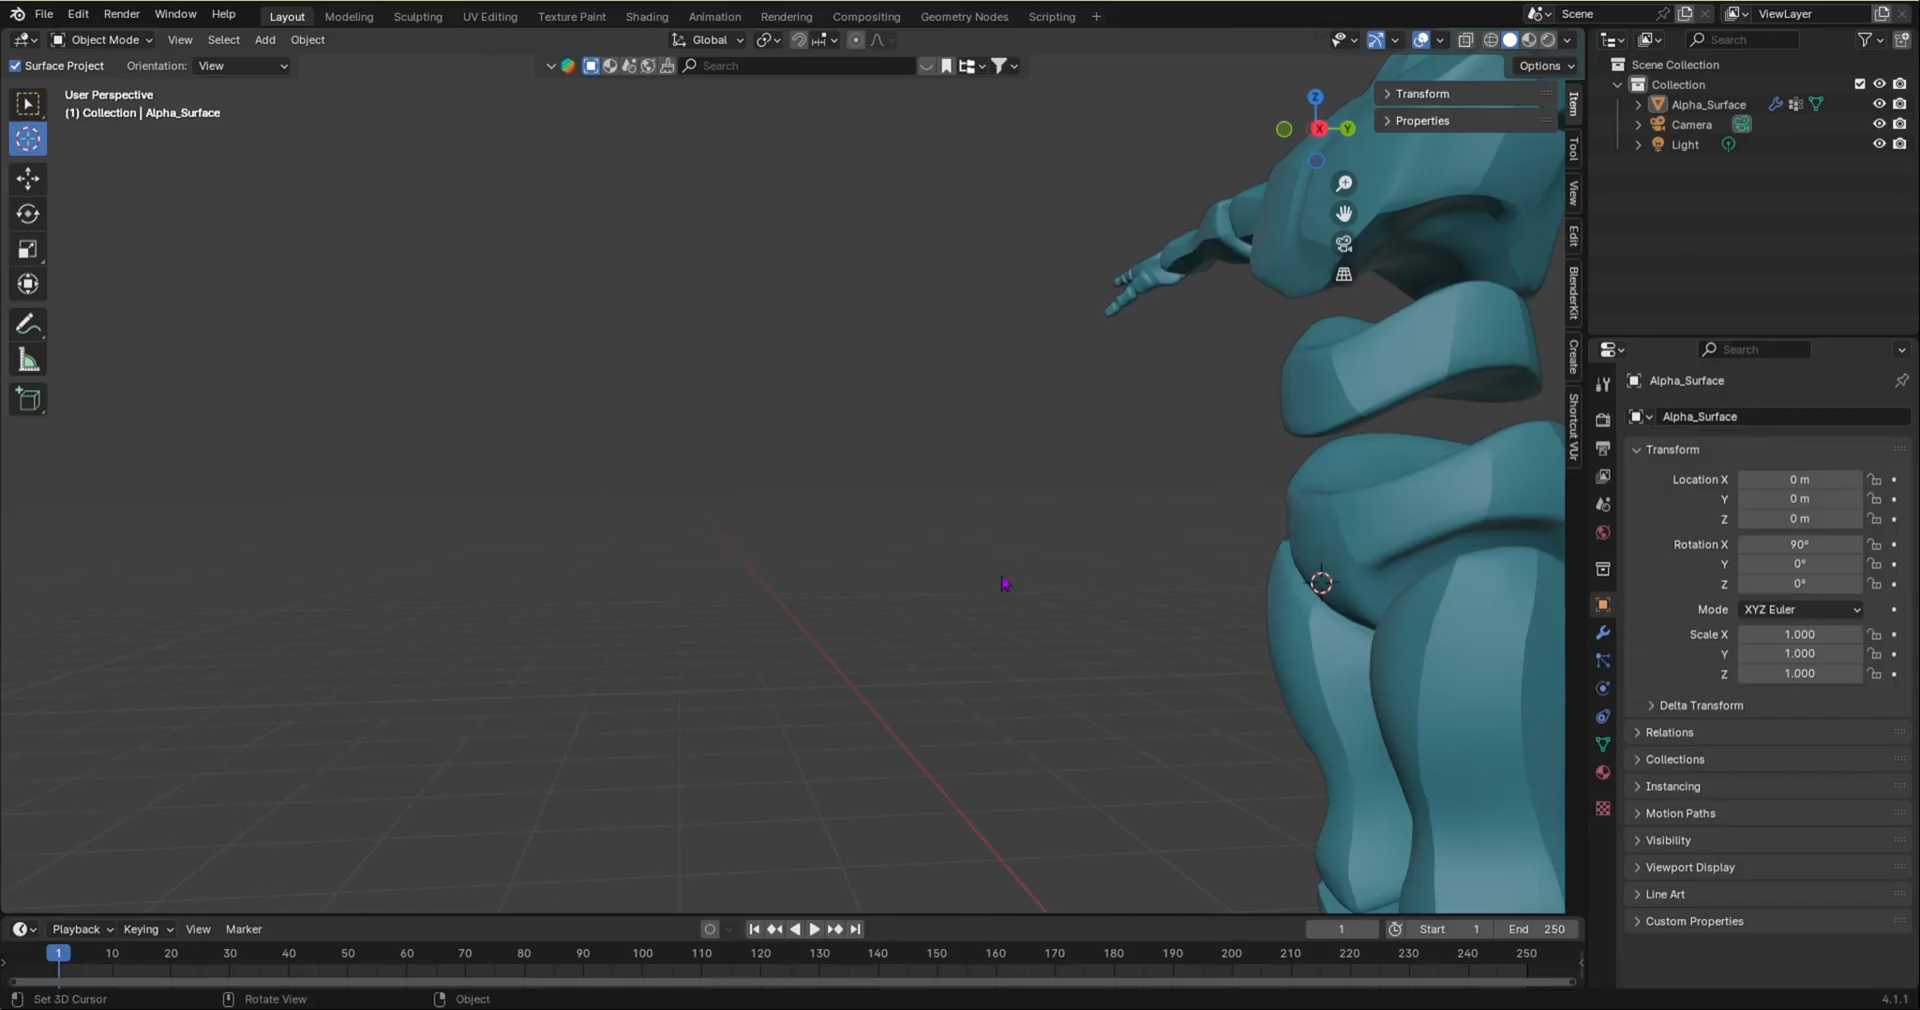 File Edit Render Window Help Layout Modeling Sculpting UV Editing Texture Paint Shading Animation Rendering Compositing Geometry Nodes Scripting + Scene ViewLayer
Object Mode View Select Add Object Global Search
Surface Project Orientation: View Search Options
User Perspective
(1) Collection | Alpha_Surface
Z
X
Y
Transform
Properties
Item
Tool
View
Edit
BlenderKit
Create
Shortcut VUr
Scene Collection
Collection
Alpha_Surface
Camera
Light
Search
Alpha_Surface
Alpha_Surface
Transform
Location X 0 m
Y 0 m
Z 0 m
Rotation X 90°
Y 0°
Z 0°
Mode XYZ Euler
Scale X 1.000
Y 1.000
Z 1.000
Delta Transform
Relations
Collections
Instancing
Motion Paths
Visibility
Viewport Display
Line Art
Custom Properties
Playback Keying View Marker 1 Start 1 End 250
1 10 20 30 40 50 60 70 80 90 100 110 120 130 140 150 160 170 180 190 200 210 220 230 240 250
Set 3D Cursor Rotate View Object 4.1.1